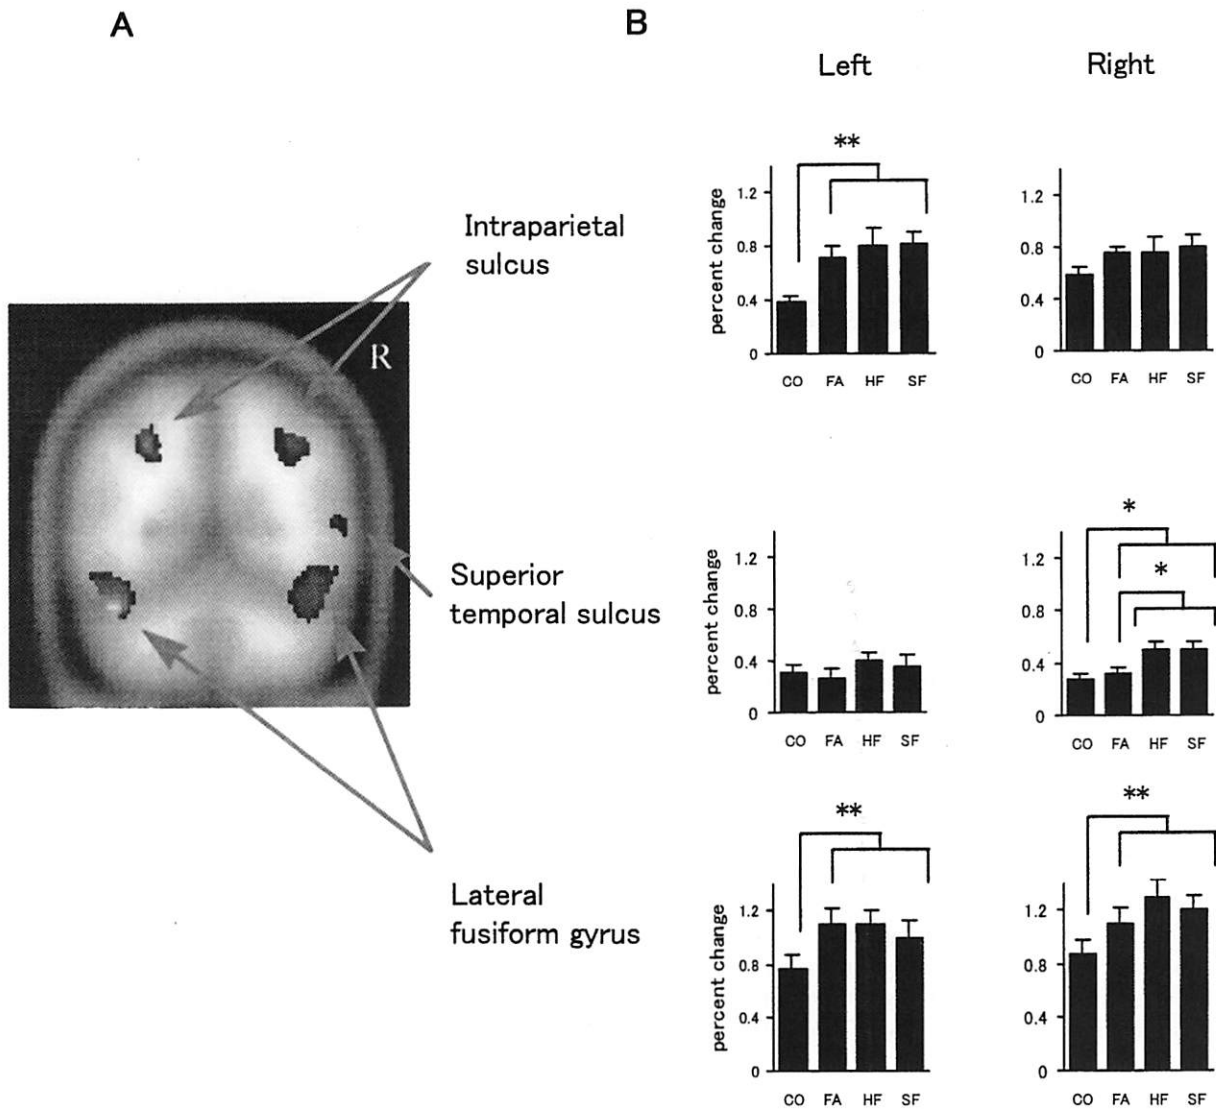 A
B
Left
Right
Intraparietal
sulcus
R
Superior
temporal sulcus
Lateral
fusiform gyrus
**
percent change
1.2
0.8
0.4
0
CO FA HF SF
1.2
0.8
0.4
0
CO FA HF SF
percent change
1.2
0.8
0.4
0
CO FA HF SF
*
*
1.2
0.8
0.4
0
CO FA HF SF
**
percent change
1.2
0.8
0.4
0
CO FA HF SF
**
1.2
0.8
0.4
0
CO FA HF SF